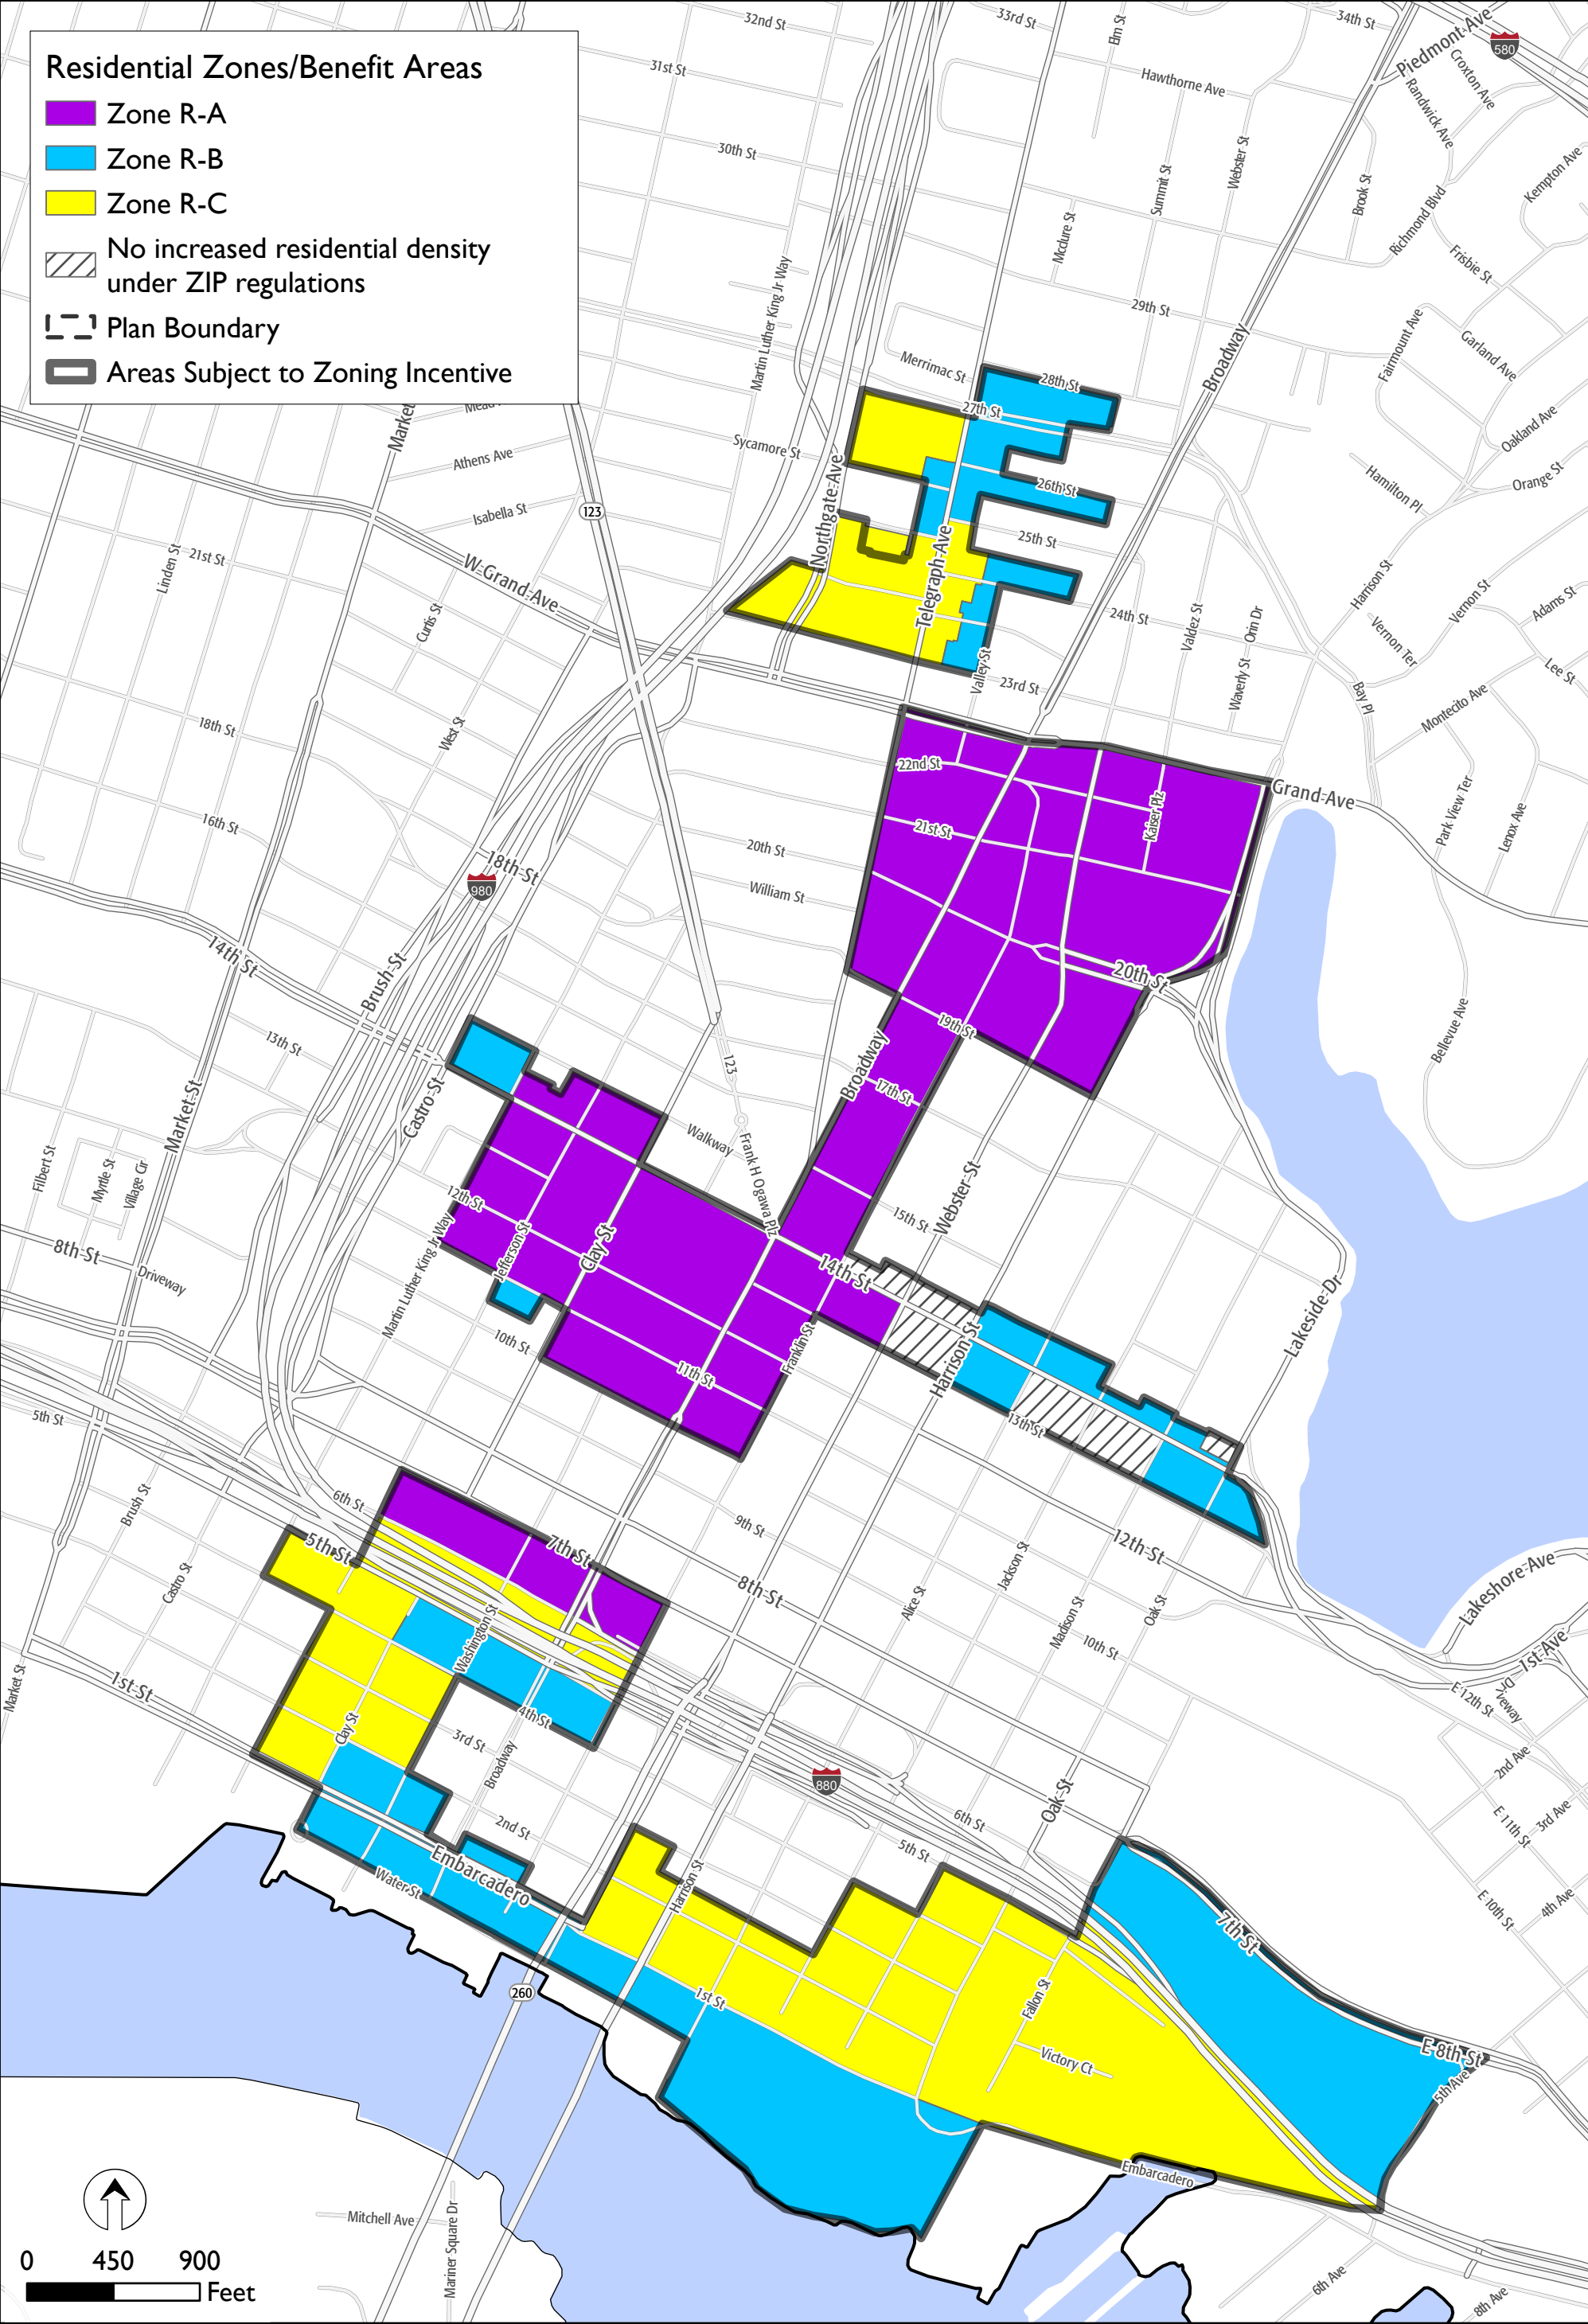 32nd St
33rd St
Elm St
34th St
Piedmont Ave
580
Residential Zones/Benefit Areas
Zone R-A
Zone R-B
Zone R-C
No increased residential density
under ZIP regulations
Plan Boundary
Areas Subject to Zoning Incentive
31st St
Hawthorne Ave
Croxton Ave
Randwick Ave
30th St
Summit St
Webster St
Brook St
Richmond Blvd
Kempton Ave
Mcclure St
Frisbie St
Martin Luther King Jr Way
29th St
Broadway
Fairmount Ave
Garland Ave
Merrimac St
28th St
27th St
Market
Sycamore St
Athens Ave
Oakland Ave
Orange St
Hamilton Pl
Northgate Ave
26th St
Isabella St
123
25th St
Telegraph Ave
21st St
Linden St
W Grand Ave
Curtis St
Harrison St
Vernon St
Adams St
24th St
Valdez St
Orin Dr
Vernon Ter
Lee St
Valley St
23rd St
Waverly St
Bay Pl
Montecito Ave
18th St
West St
22nd St
Grand Ave
Kaiser Plz
Park View Ter
Lenox Ave
16th St
21st St
20th St
18th St
980
William St
14th St
Brush St
20th St
Bellevue Ave
13th St
19th St
123
Broadway
17th St
Castro St
Market St
Walkway
Frank H Ogawa Plz
Filbert St
Myrtle St
Village Cir
12th St
Webster St
15th St
8th St
Driveway
Jefferson St
Clay St
Martin Luther King Jr Way
14th St
Lakeside Dr
10th St
Franklin St
11th St
Harrison St
5th St
13th St
Brush St
6th St
9th St
5th St
7th St
12th St
Castro St
8th St
Jackson St
Alice St
Madison St
Oak St
Lakeshore Ave
Washington St
10th St
1st Ave
Market St
1st St
Clay St
4th St
3rd St
Broadway
E 12th St
2nd Ave
880
Oak St
2nd St
6th St
5th St
E 11th St
3rd Ave
Embarcadero
Water St
Harrison St
7th St
E 10th St
4th Ave
260
1st St
Fallon St
Victory Ct
E 8th St
5th Ave
Embarcadero
Mitchell Ave
Mariner Square Dr
0 450 900
Feet
6th Ave
8th Ave